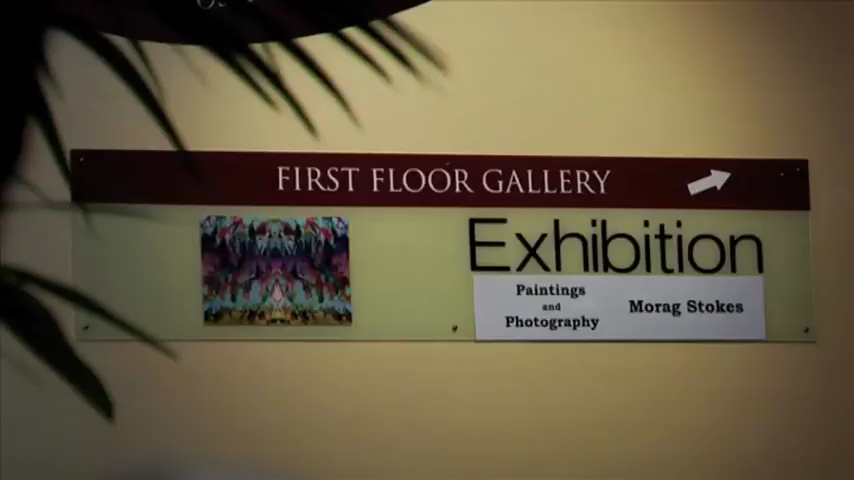 FIRST FLOOR GALLERY
Exhibition
Paintings
and
Photography
Morag Stokes